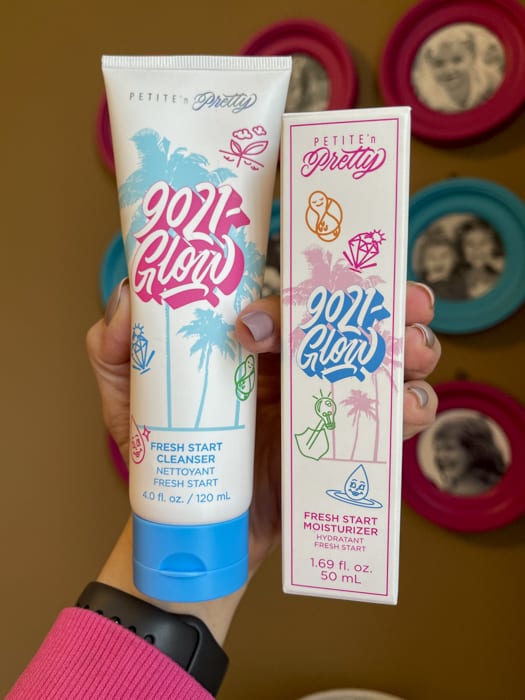 PETITE'n Pretty
9021-
Glow
FRESH START
CLEANSER
NETTOYANT
FRESH START
4.0 fl. oz. / 120 mL
PETITE'n
Pretty
9021-
Glow
FRESH START
MOISTURIZER
HYDRATANT
FRESH START
1.69 fl. oz.
50 mL